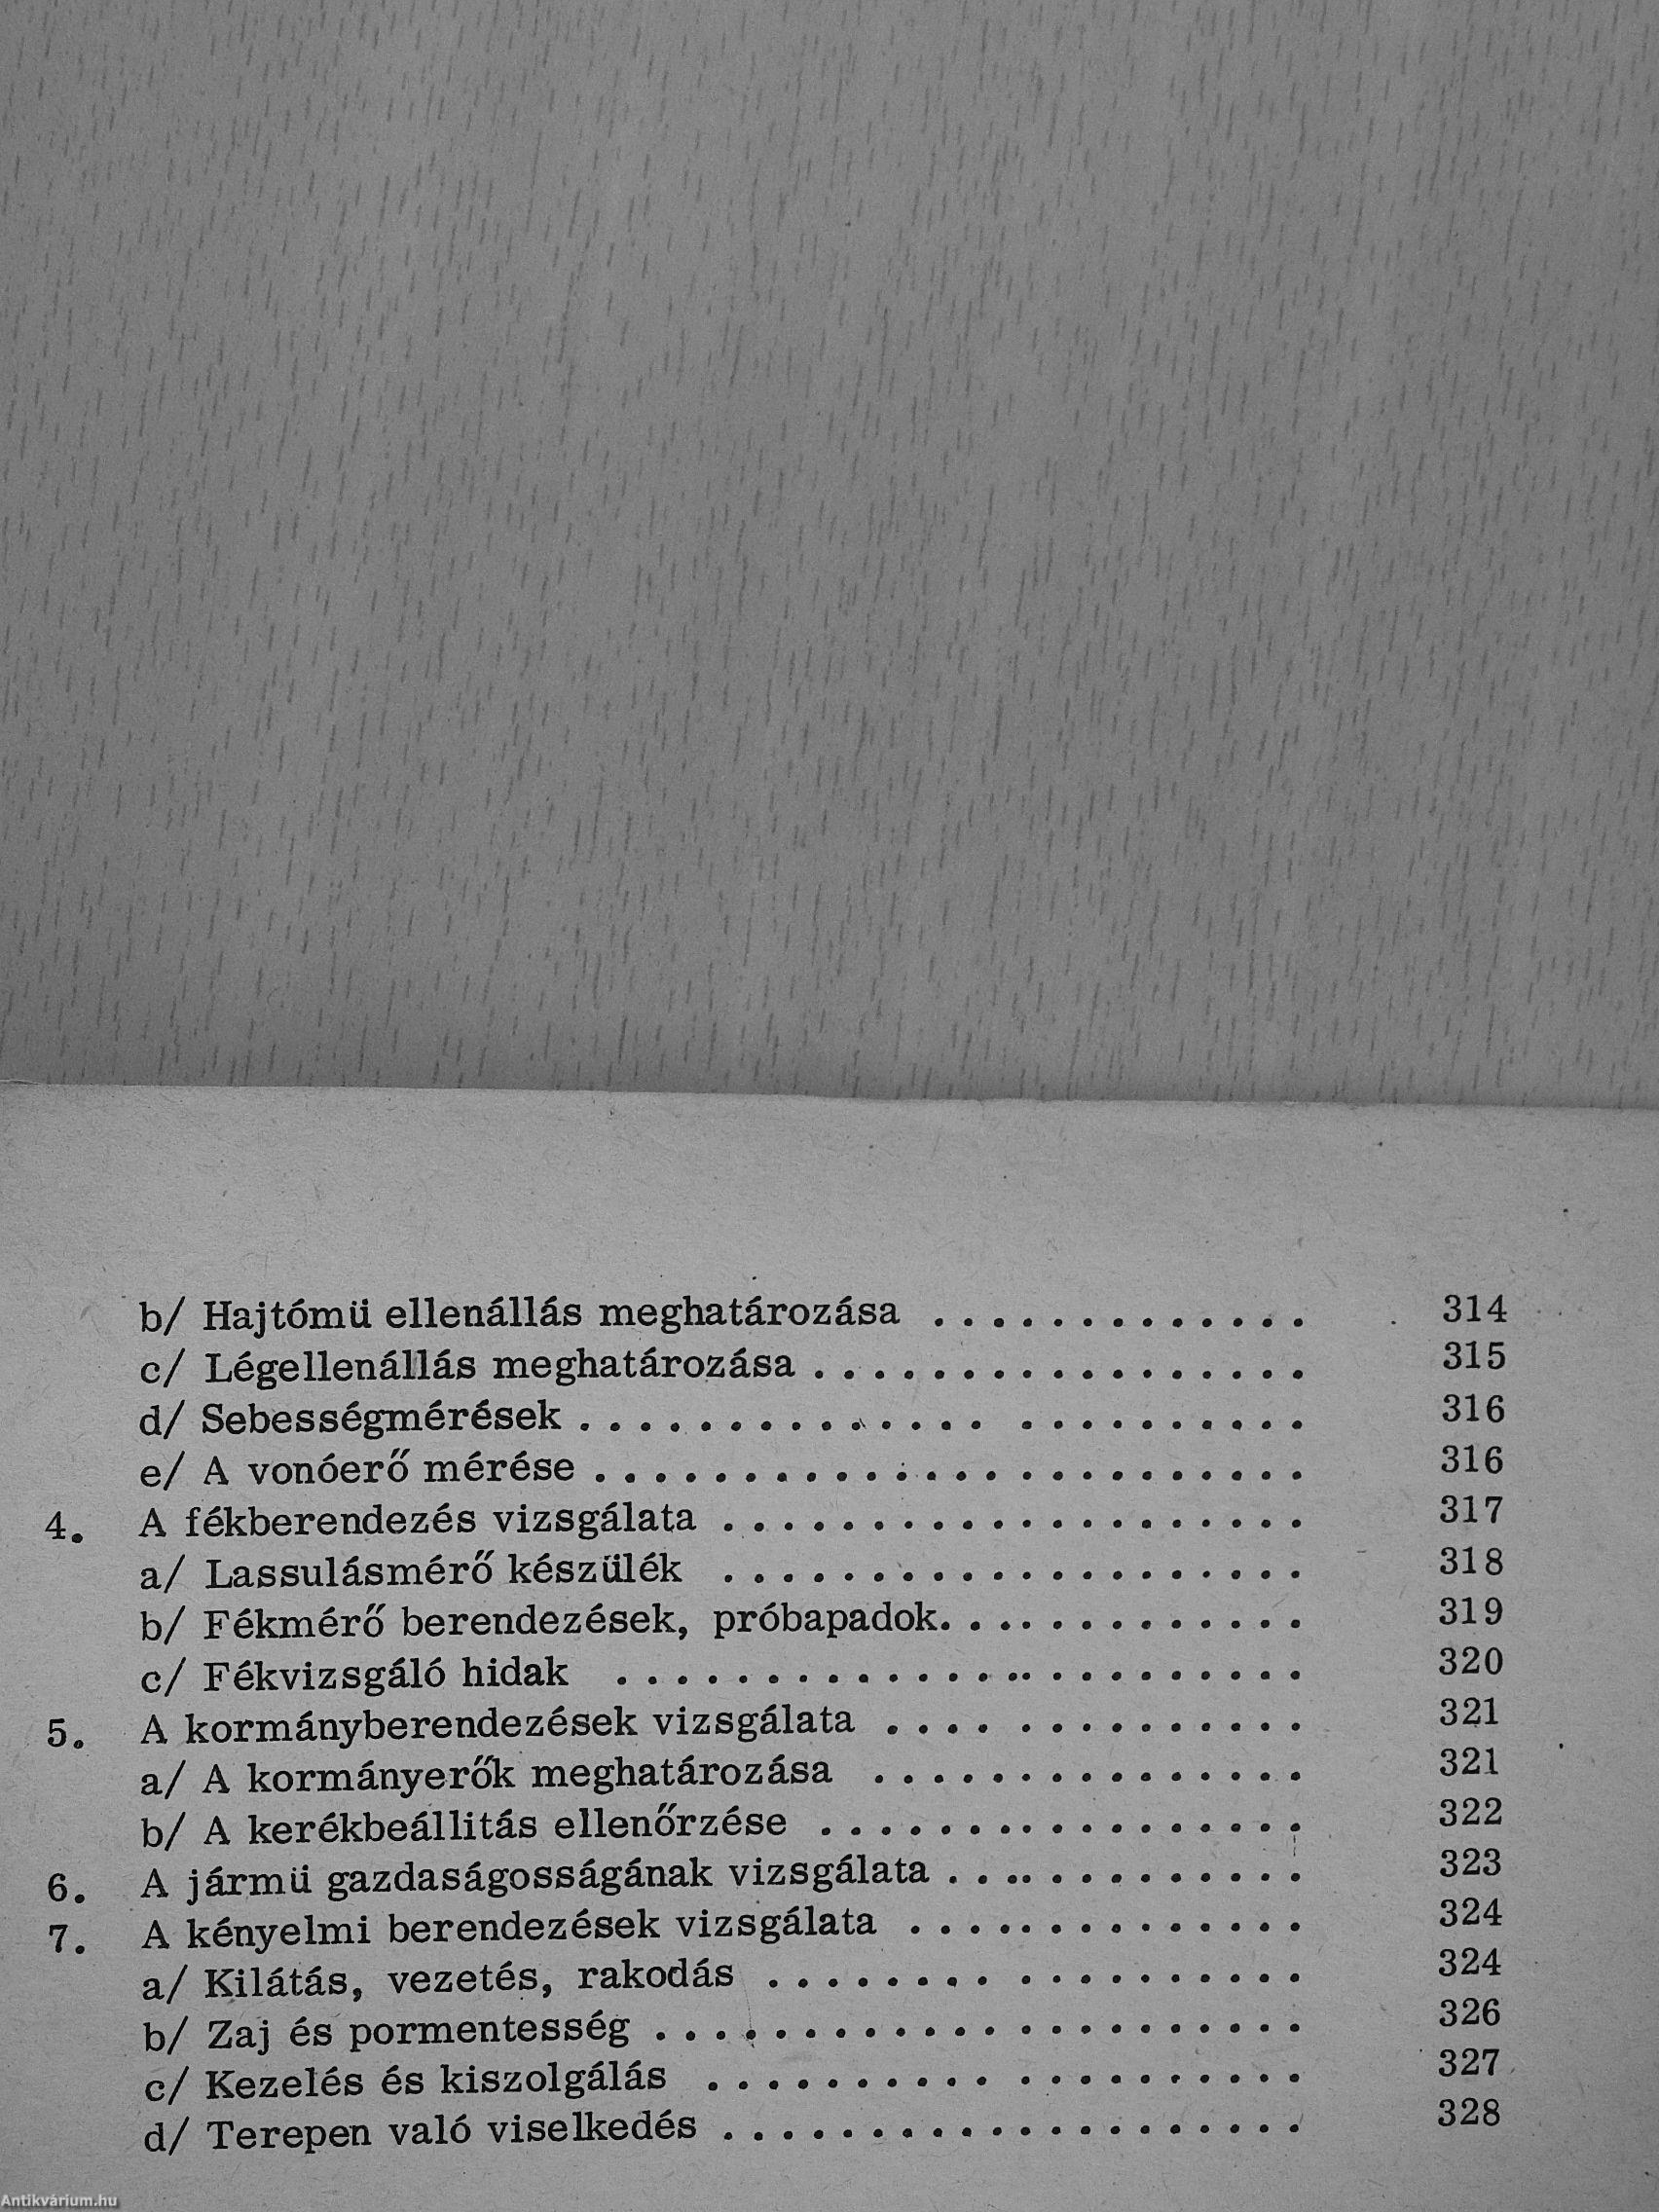 b/ Hajtómü ellenállás meghatározása . . . . . . . . . . . . . 314
c/ Légellenállás meghatározása . . . . . . . . . . . . . . . . . 315
d/ Sebességmérések . . . . . . . . . . . . . . . . . . . . . . . . 316
e/ A vonóerő mérése . . . . . . . . . . . . . . . . . . . . . . . . 316
4. A fékberendezés vizsgálata . . . . . . . . . . . . . . . . . . . . 317
a/ Lassulásmérő készülék . . . . . . . . . . . . . . . . . . . . 318
b/ Fékmérő berendezések, próbapadok. . . . . . . . . . . . . 319
c/ Fékvizsgáló hidak . . . . . . . . . . . . . . . . . . . . . . . . 320
5. A kormányberendezések vizsgálata . . . . . . . . . . . . . . 321
a/ A kormányerők meghatározása . . . . . . . . . . . . . . . 321
b/ A kerékbeállitás ellenőrzése . . . . . . . . . . . . . . . . . 322
6. A jármü gazdaságosságának vizsgálata . . . . . . . . . . . . . 323
7. A kényelmi berendezések vizsgálata . . . . . . . . . . . . . . 324
a/ Kilátás, vezetés, rakodás . . . . . . . . . . . . . . . . . . 324
b/ Zaj és pormentesség . . . . . . . . . . . . . . . . . . . . . . 326
c/ Kezelés és kiszolgálás . . . . . . . . . . . . . . . . . . . . 327
d/ Terepen való viselkedés . . . . . . . . . . . . . . . . . . . . 328
Antikvárium.hu